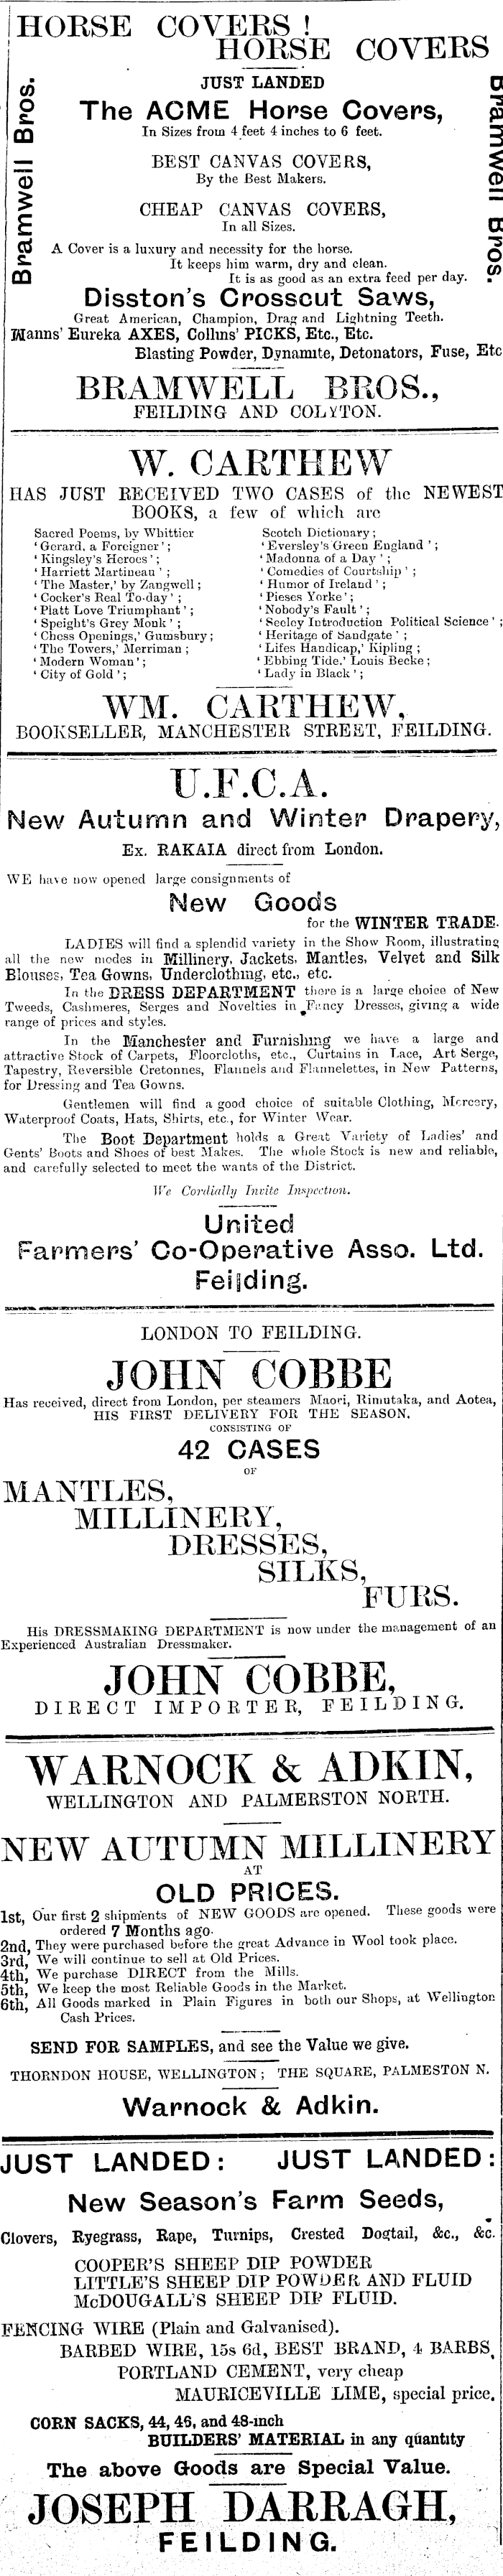 HORSE COVERS !
HORSE COVERS
Bramwell Bros.
Bramwell Bros.
JUST LANDED
The ACME Horse Covers,
In Sizes from 4 feet 4 inches to 6 feet.
BEST CANVAS COVERS,
By the Best Makers.
CHEAP CANVAS COVERS,
In all Sizes.
A Cover is a luxury and necessity for the horse.
It keeps him warm, dry and clean.
It is as good as an extra feed per day.
Disston's Crosscut Saws,
Great American, Champion, Drag and Lightning Teeth.
Manns' Eureka AXES, Collins' PICKS, Etc., Etc.
Blasting Powder, Dynamite, Detonators, Fuse, Etc
BRAMWELL BROS.,
FEILDING AND COLYTON.
W. CARTHEW
HAS JUST RECEIVED TWO CASES of the NEWEST
BOOKS, a few of which are
Sacred Poems, by Whittier
' Gerard, a Foreigner ' ;
' Kingsley's Heroes ' ;
' Harriett Martineau ' ;
' The Master,' by Zangwell ;
' Cocker's Real To-day ' ;
' Platt Love Triumphant ' ;
' Speight's Grey Monk ' ;
' Chess Openings,' Gumsbury ;
' The Towers,' Merriman ;
' Modern Woman ' ;
' City of Gold ' ;
Scotch Dictionary ;
' Eversley's Green England ' ;
' Madonna of a Day ' ;
' Comedies of Courtship ' ;
' Humor of Ireland ' ;
' Pieses Yorke' ;
' Nobody's Fault ' ;
' Seeley Introduction Political Science ' ;
' Heritage of Sandgate ' ;
' Lifes Handicap,' Kipling ;
' Ebbing Tide.' Louis Becke ;
' Lady in Black ' ;
WM. CARTHEW,
BOOKSELLER, MANCHESTER STREET, FEILDING.
U.F.C.A.
New Autumn and Winter Drapery,
Ex. RAKAIA direct from London.
WE have now opened large consignments of
New Goods
for the WINTER TRADE.
LADIES will find a splendid variety in the Show Room, illustrating
all the new modes in Millinery, Jackets, Mantles, Velvet and Silk
Blouses, Tea Gowns, Underclothing, etc., etc.
In the DRESS DEPARTMENT there is a large choice of New
Tweeds, Cashmeres, Serges and Novelties in Fancy Dresses, giving a wide
range of prices and styles.
In the Manchester and Furnishing we have a large and
attractive Stock of Carpets, Floorcloths, etc., Curtains in Lace, Art Serge,
Tapestry, Reversible Cretonnes, Flannels and Flannelettes, in New Patterns,
for Dressing and Tea Gowns.
Gentlemen will find a good choice of suitable Clothing, Mercery,
Waterproof Coats, Hats, Shirts, etc., for Winter Wear.
The Boot Department holds a Great Variety of Ladies' and
Gents' Boots and Shoes of best Makes. The whole Stock is new and reliable,
and carefully selected to meet the wants of the District.
We Cordially Invite Inspection.
United
Farmers' Co-Operative Asso. Ltd.
Feilding.
LONDON TO FEILDING.
JOHN COBBE
Has received, direct from London, per steamers Maori, Rimutaka, and Aotea,
HIS FIRST DELIVERY FOR THE SEASON.
CONSISTING OF
42 CASES
OF
MANTLES,
MILLINERY,
DRESSES,
SILKS,
FURS.
His DRESSMAKING DEPARTMENT is now under the management of an
Experienced Australian Dressmaker.
JOHN COBBE,
DIRECT IMPORTER, FEILDING.
WARNOCK & ADKIN,
WELLINGTON AND PALMERSTON NORTH.
NEW AUTUMN MILLINERY
AT
OLD PRICES.
1st, Our first 2 shipments of NEW GOODS are opened. These goods were
ordered 7 Months ago.
2nd, They were purchased before the great Advance in Wool took place.
3rd, We will continue to sell at Old Prices.
4th, We purchase DIRECT from the Mills.
5th, We keep the most Reliable Goods in the Market.
6th, All Goods marked in Plain Figures in both our Shops, at Wellington
Cash Prices.
SEND FOR SAMPLES, and see the Value we give.
THORNDON HOUSE, WELLINGTON ; THE SQUARE, PALMESTON N.
Warnock & Adkin.
JUST LANDED : JUST LANDED :
New Season's Farm Seeds,
Clovers, Ryegrass, Rape, Turnips, Crested Dogtail, &c., &c.
COOPER'S SHEEP DIP POWDER
LITTLE'S SHEEP DIP POWDER AND FLUID
McDOUGALL'S SHEEP DIP FLUID.
FENCING WIRE (Plain and Galvanised).
BARBED WIRE, 15s 6d, BEST BRAND, 4 BARBS,
PORTLAND CEMENT, very cheap
MAURICEVILLE LIME, special price.
CORN SACKS, 44, 46, and 48-inch
BUILDERS' MATERIAL in any quantity
The above Goods are Special Value.
JOSEPH DARRAGH,
FEILDING.